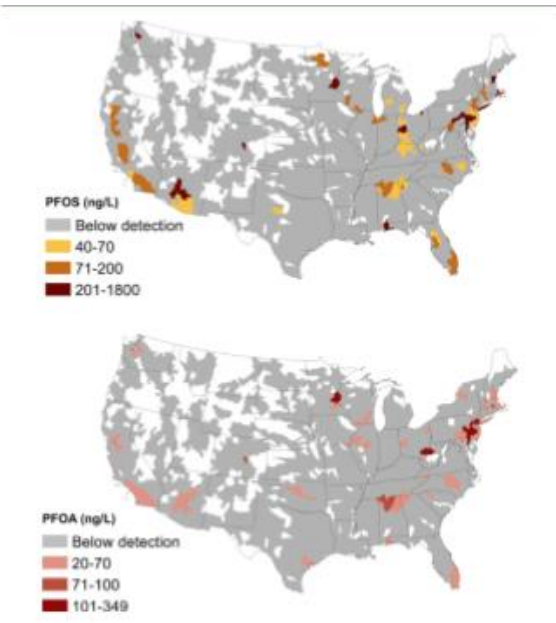 PFOS (ng/L)
Below detection
40-70
71-200
201-1800
PFOA (ng/L)
Below detection
20-70
71-100
101-349